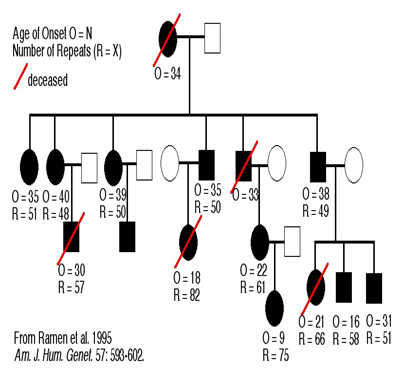 Age of Onset O = N
Number of Repeats (R = X)
deceased
O = 34
O = 35
R = 51
O = 40
R = 48
O = 39
R = 50
O = 35
R = 50
O = 33
O = 38
R = 49
O = 30
R = 57
O = 18
R = 82
O = 22
R = 61
O = 9
R = 75
O = 21
R = 66
O = 16
R = 58
O = 31
R = 51
From Ramen et al. 1995
Am. J. Hum. Genet. 57: 593-602.